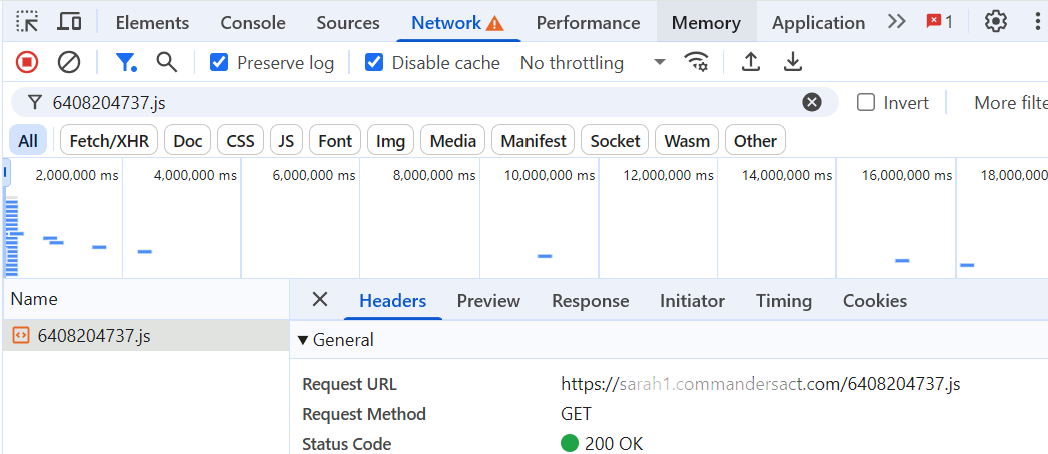 Elements Console Sources Network Performance Memory Application 1
Preserve log Disable cache No throttling
6408204737.js Invert More filte
All Fetch/XHR Doc CSS JS Font Img Media Manifest Socket Wasm Other
2,000,000 ms 4,000,000 ms 6,000,000 ms 8,000,000 ms 10,000,000 ms 12,000,000 ms 14,000,000 ms 16,000,000 ms 18,000,000
Name Headers Preview Response Initiator Timing Cookies
6408204737.js General
Request URL https://sarah1.commandersact.com/6408204737.js
Request Method GET
Status Code 200 OK